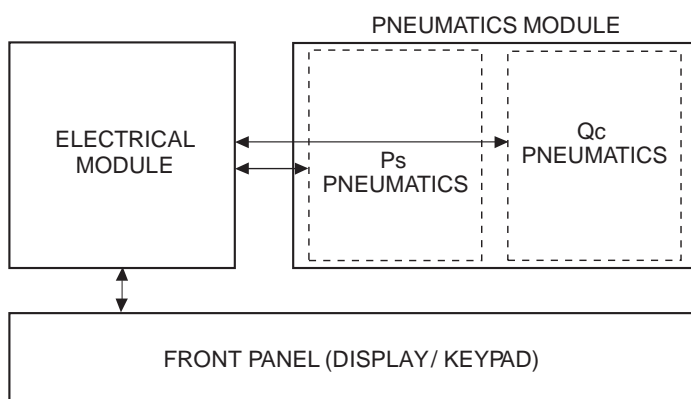 PNEUMATICS MODULE
ELECTRICAL
MODULE
Ps
PNEUMATICS
Qc
PNEUMATICS
FRONT PANEL (DISPLAY/ KEYPAD)